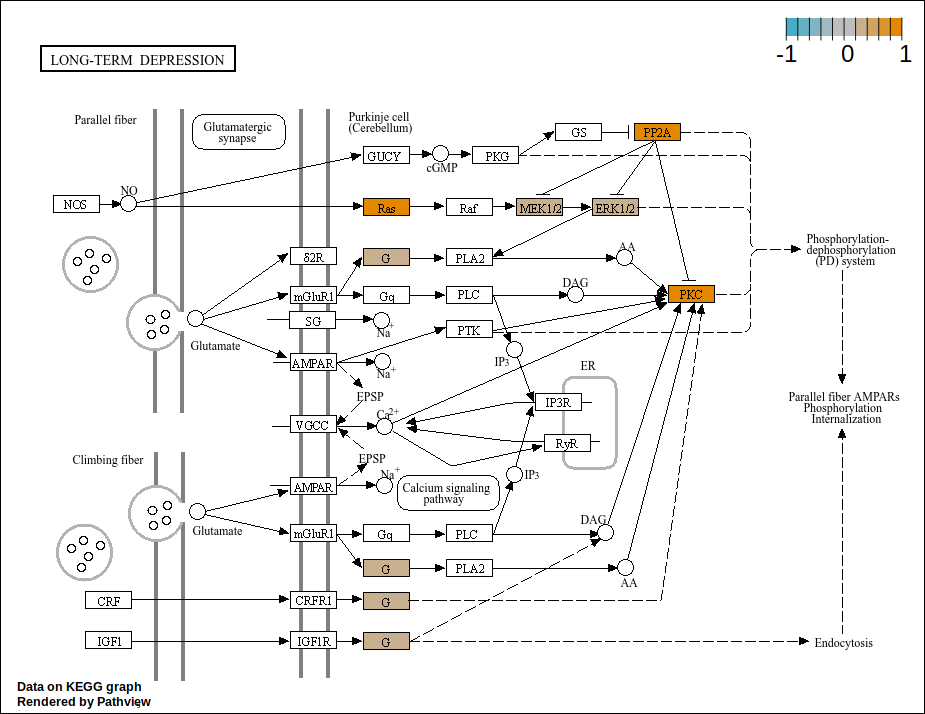 -1 0 1
LONG-TERM DEPRESSION
Parallel fiber
Glutamatergic
synapse
Purkinje cell
(Cerebellum)
GS
PP2A
GUCY
cGMP
PKG
NO
NOS
Ras
Raf
MEK1/2
ERK1/2
δ2R
G
PLA2
AA
Phosphorylation-
dephosphorylation
(PD) system
mGluR1
Gq
PLC
DAG
PKC
SG
Na+
PTK
Glutamate
AMPAR
Na+
IP3
ER
EPSP
IP3R
Parallel fiber AMPARs
Phosphorylation
Internalization
Ca2+
VGCC
RyR
Climbing fiber
EPSP
Na+
IP3
AMPAR
Calcium signaling
pathway
Glutamate
mGluR1
Gq
PLC
DAG
G
PLA2
AA
CRF
CRFR1
G
IGF1
IGF1R
G
Endocytosis
Data on KEGG graph
Rendered by Pathview